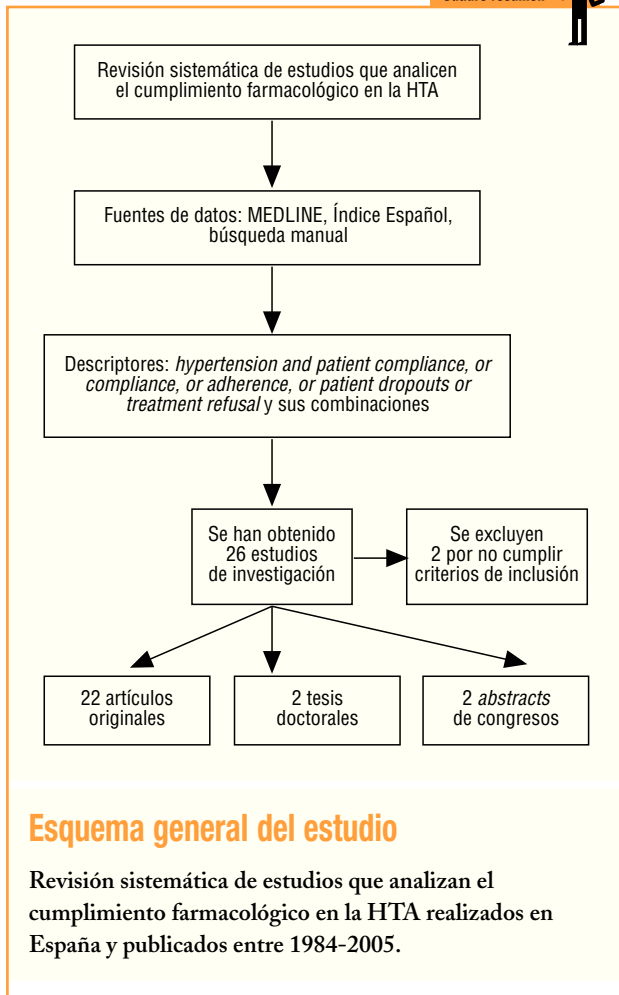 Revisión sistemática de estudios que analicen
el cumplimiento farmacológico en la HTA
Fuentes de datos: MEDLINE, Índice Español,
búsqueda manual
Descriptores: hypertension and patient compliance, or
compliance, or adherence, or patient dropouts or
treatment refusal y sus combinaciones
Se han obtenido
26 estudios
de investigación
Se excluyen
2 por no cumplir
criterios de inclusión
22 artículos
originales
2 tesis
doctorales
2 abstracts
de congresos
Esquema general del estudio
Revisión sistemática de estudios que analizan el
cumplimiento farmacológico en la HTA realizados en
España y publicados entre 1984-2005.